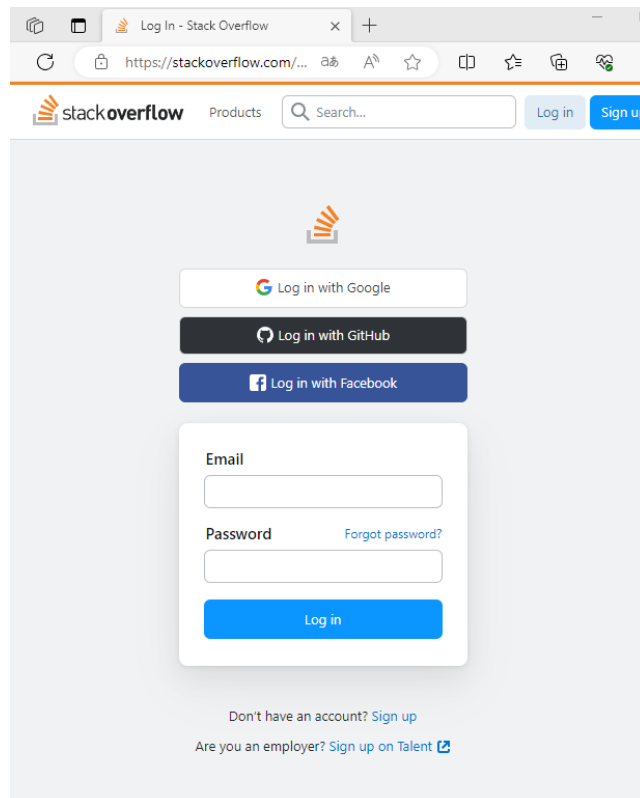 Log In - Stack Overflow
https://stackoverflow.com/... aあ A
stackoverflow Products Search... Log in Sign u
Log in with Google
Log in with GitHub
Log in with Facebook
Email
Password Forgot password?
Log in
Don't have an account? Sign up
Are you an employer? Sign up on Talent